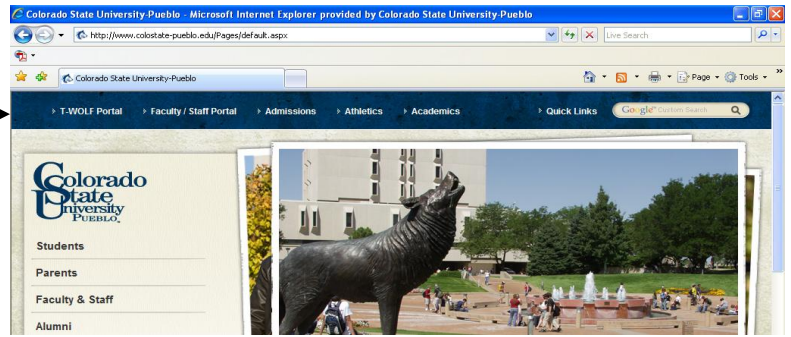 Colorado State University-Pueblo - Microsoft Internet Explorer provided by Colorado State University-Pueblo
http://www.colostate-pueblo.edu/Pages/default.aspx
Live Search
Colorado State University-Pueblo
Page
Tools
T-WOLF Portal
Faculty / Staff Portal
Admissions
Athletics
Academics
Quick Links
Google™ Custom Search
Colorado
State
University
PUEBLO
Students
Parents
Faculty & Staff
Alumni